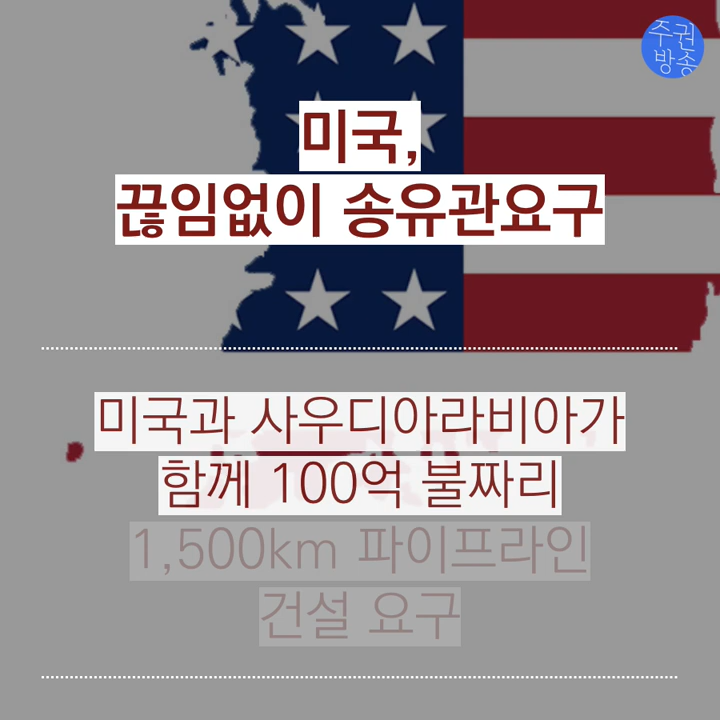 주권
방송
미국,
끊임없이 송유관요구
미국과 사우디아라비아가
함께 100억 불짜리
1,500km 파이프라인
건설 요구